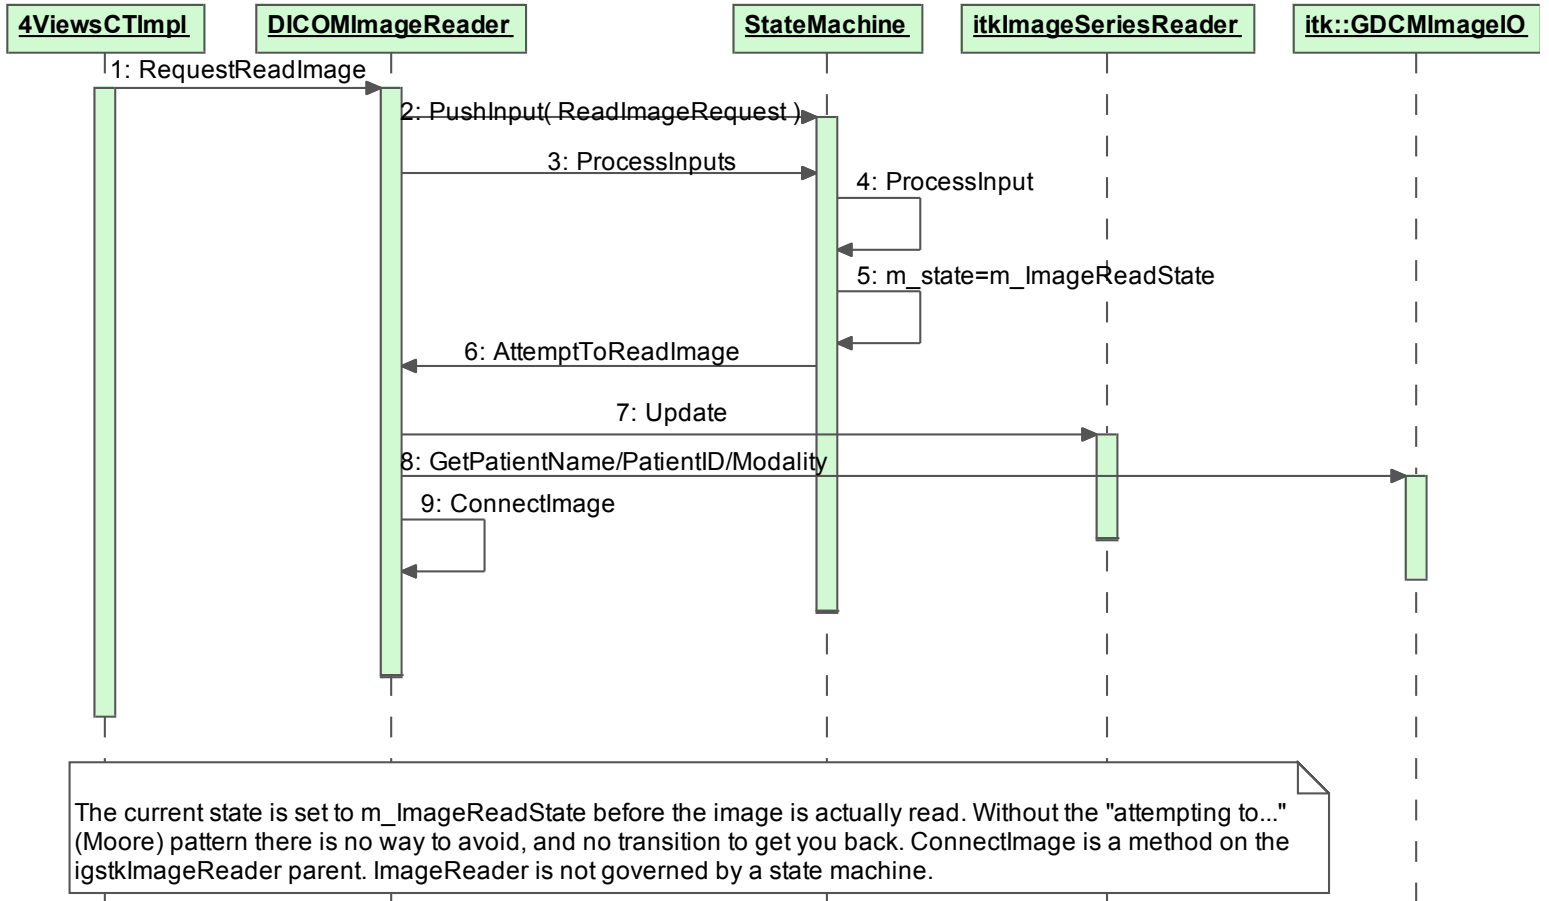 4ViewsCTImpl
DICOMImageReader
StateMachine
itkImageSeriesReader
itk::GDCMImageIO
1: RequestReadImage
2: PushInput( ReadImageRequest )
3: ProcessInputs
4: ProcessInput
5: m_state=m_ImageReadState
6: AttemptToReadImage
7: Update
8: GetPatientName/PatientID/Modality
9: ConnectImage
The current state is set to m_ImageReadState before the image is actually read. Without the "attempting to..."
(Moore) pattern there is no way to avoid, and no transition to get you back. ConnectImage is a method on the
igstkImageReader parent. ImageReader is not governed by a state machine.